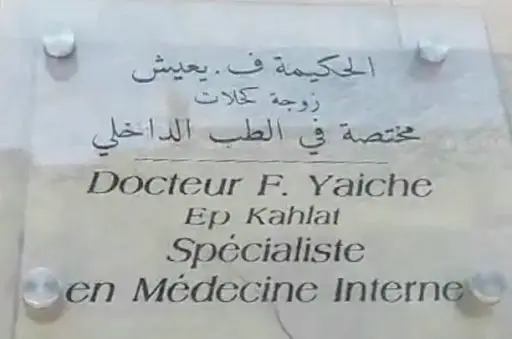 الحكيمة ف. يعيش
زوجة كحلات
مختصة في الطب الداخلي
Docteur F. Yaiche
Ep Kahlat
Spécialiste
en Médecine Interne